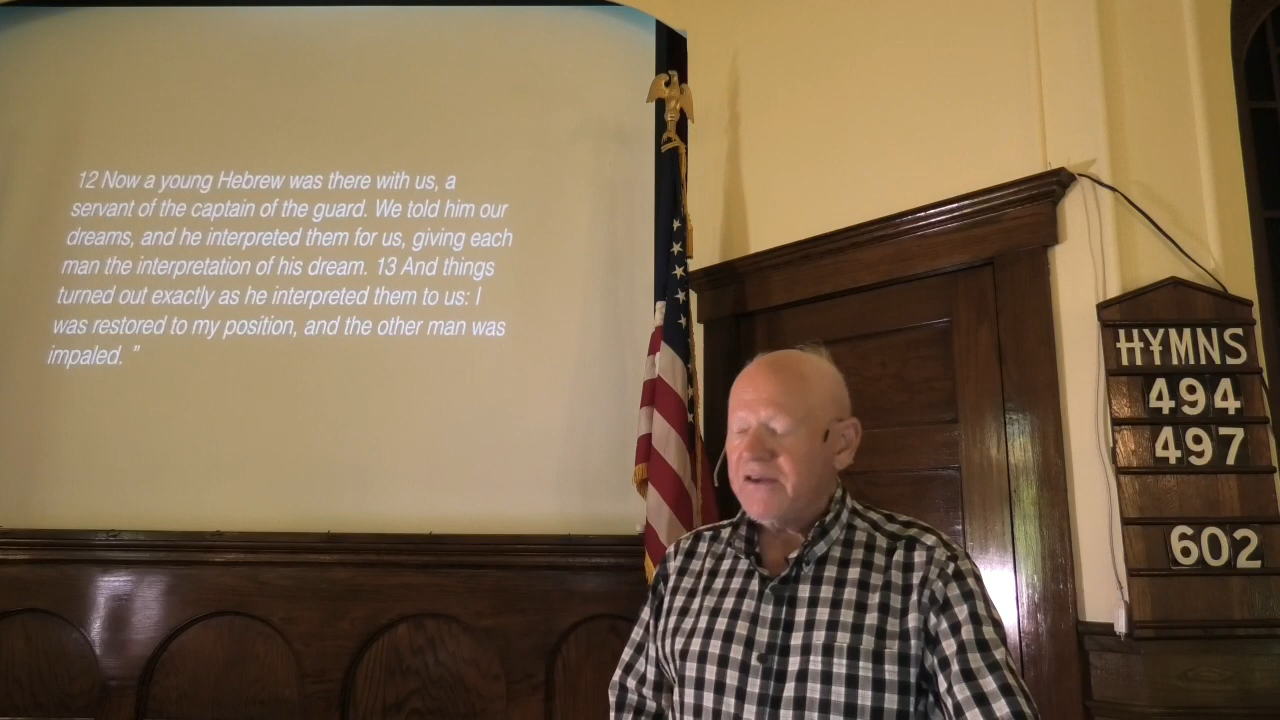 12 Now a young Hebrew was there with us, a
servant of the captain of the guard. We told him our
dreams, and he interpreted them for us, giving each
man the interpretation of his dream. 13 And things
turned out exactly as he interpreted them to us: I
was restored to my position, and the other man was
impaled. ”
HYMNS
494
497
602